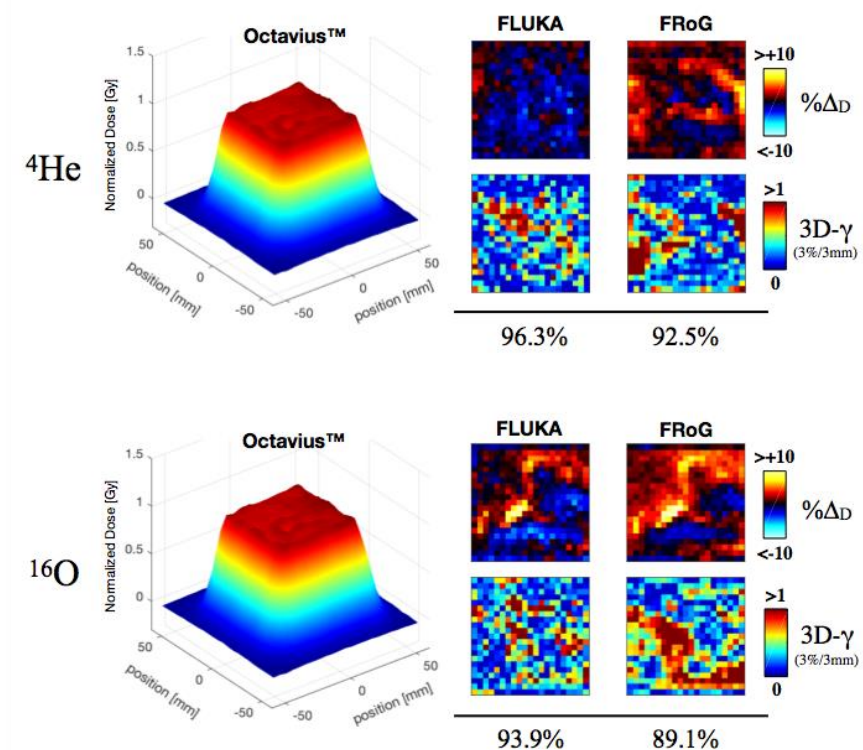 Octavius™
FLUKA
FRoG
⁴He
Normalized Dose [Gy]
1.5
1
0.5
0
50
0
-50
position [mm]
-50
0
50
position [mm]
>+10
%ΔD
<-10
>1
3D-γ
(3%/3mm)
0
96.3%
92.5%
Octavius™
FLUKA
FRoG
¹⁶O
Normalized Dose [Gy]
1.5
1
0.5
0
50
0
-50
position [mm]
-50
0
50
position [mm]
>+10
%ΔD
<-10
>1
3D-γ
(3%/3mm)
0
93.9%
89.1%